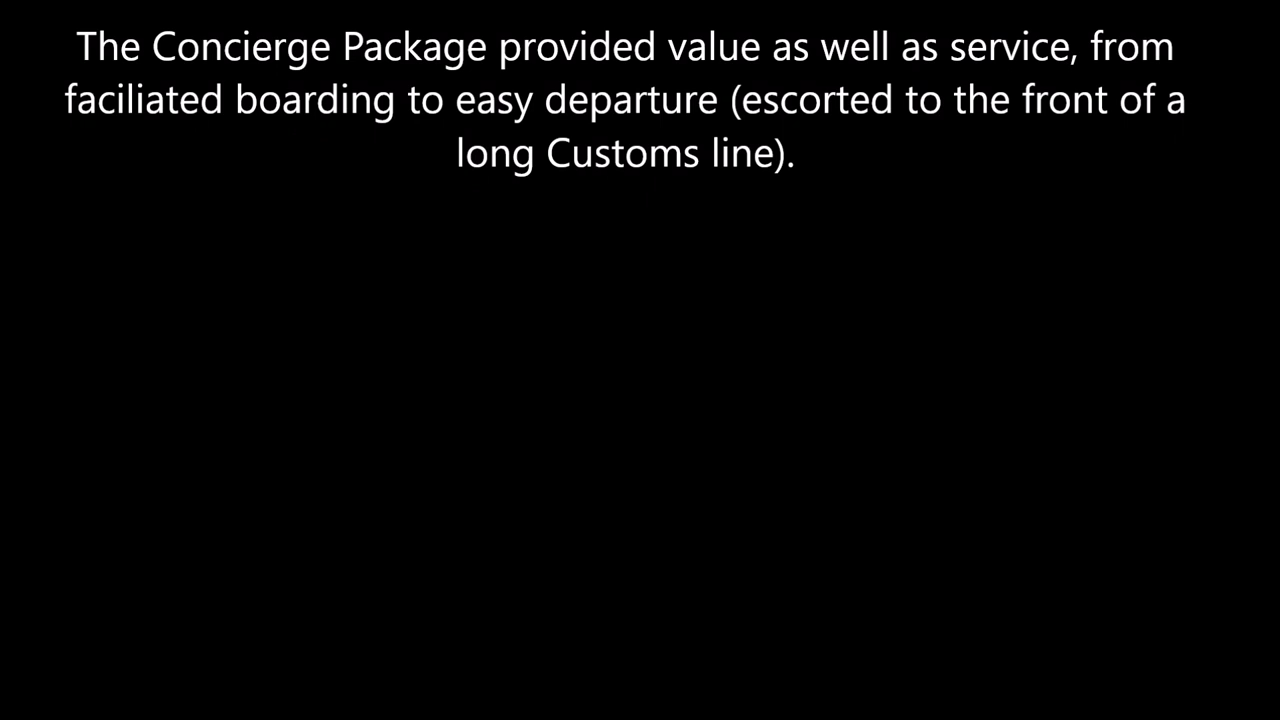 The Concierge Package provided value as well as service, from
faciliated boarding to easy departure (escorted to the front of a
long Customs line).